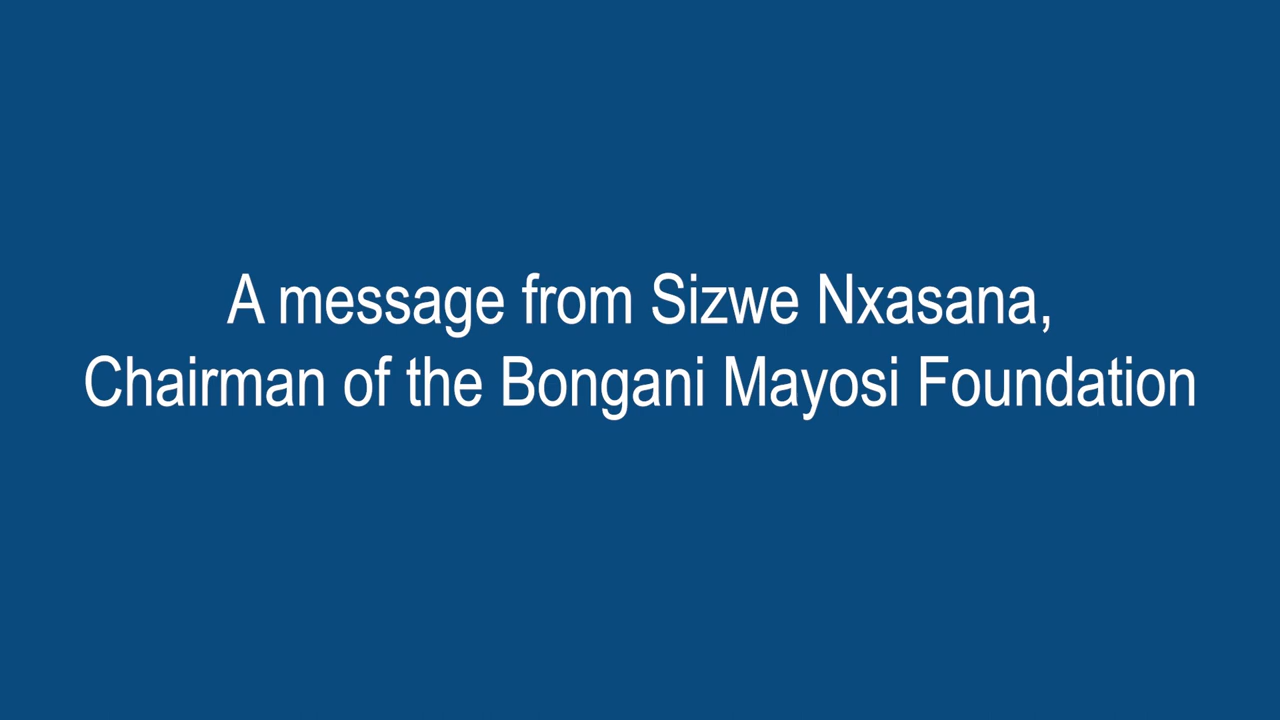 A message from Sizwe Nxasana,
Chairman of the Bongani Mayosi Foundation